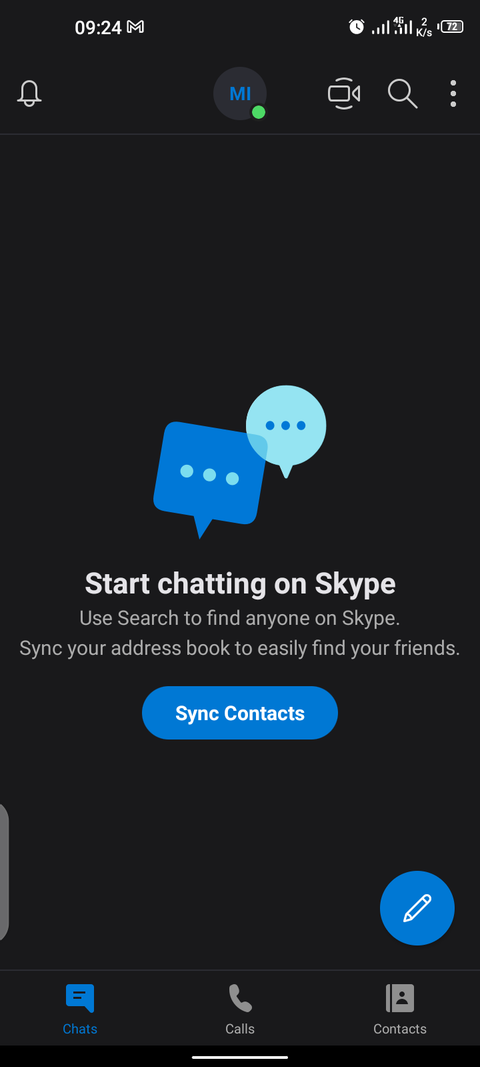 09:24
4G
2
K/s
72
MI
Start chatting on Skype
Use Search to find anyone on Skype.
Sync your address book to easily find your friends.
Sync Contacts
Chats
Calls
Contacts